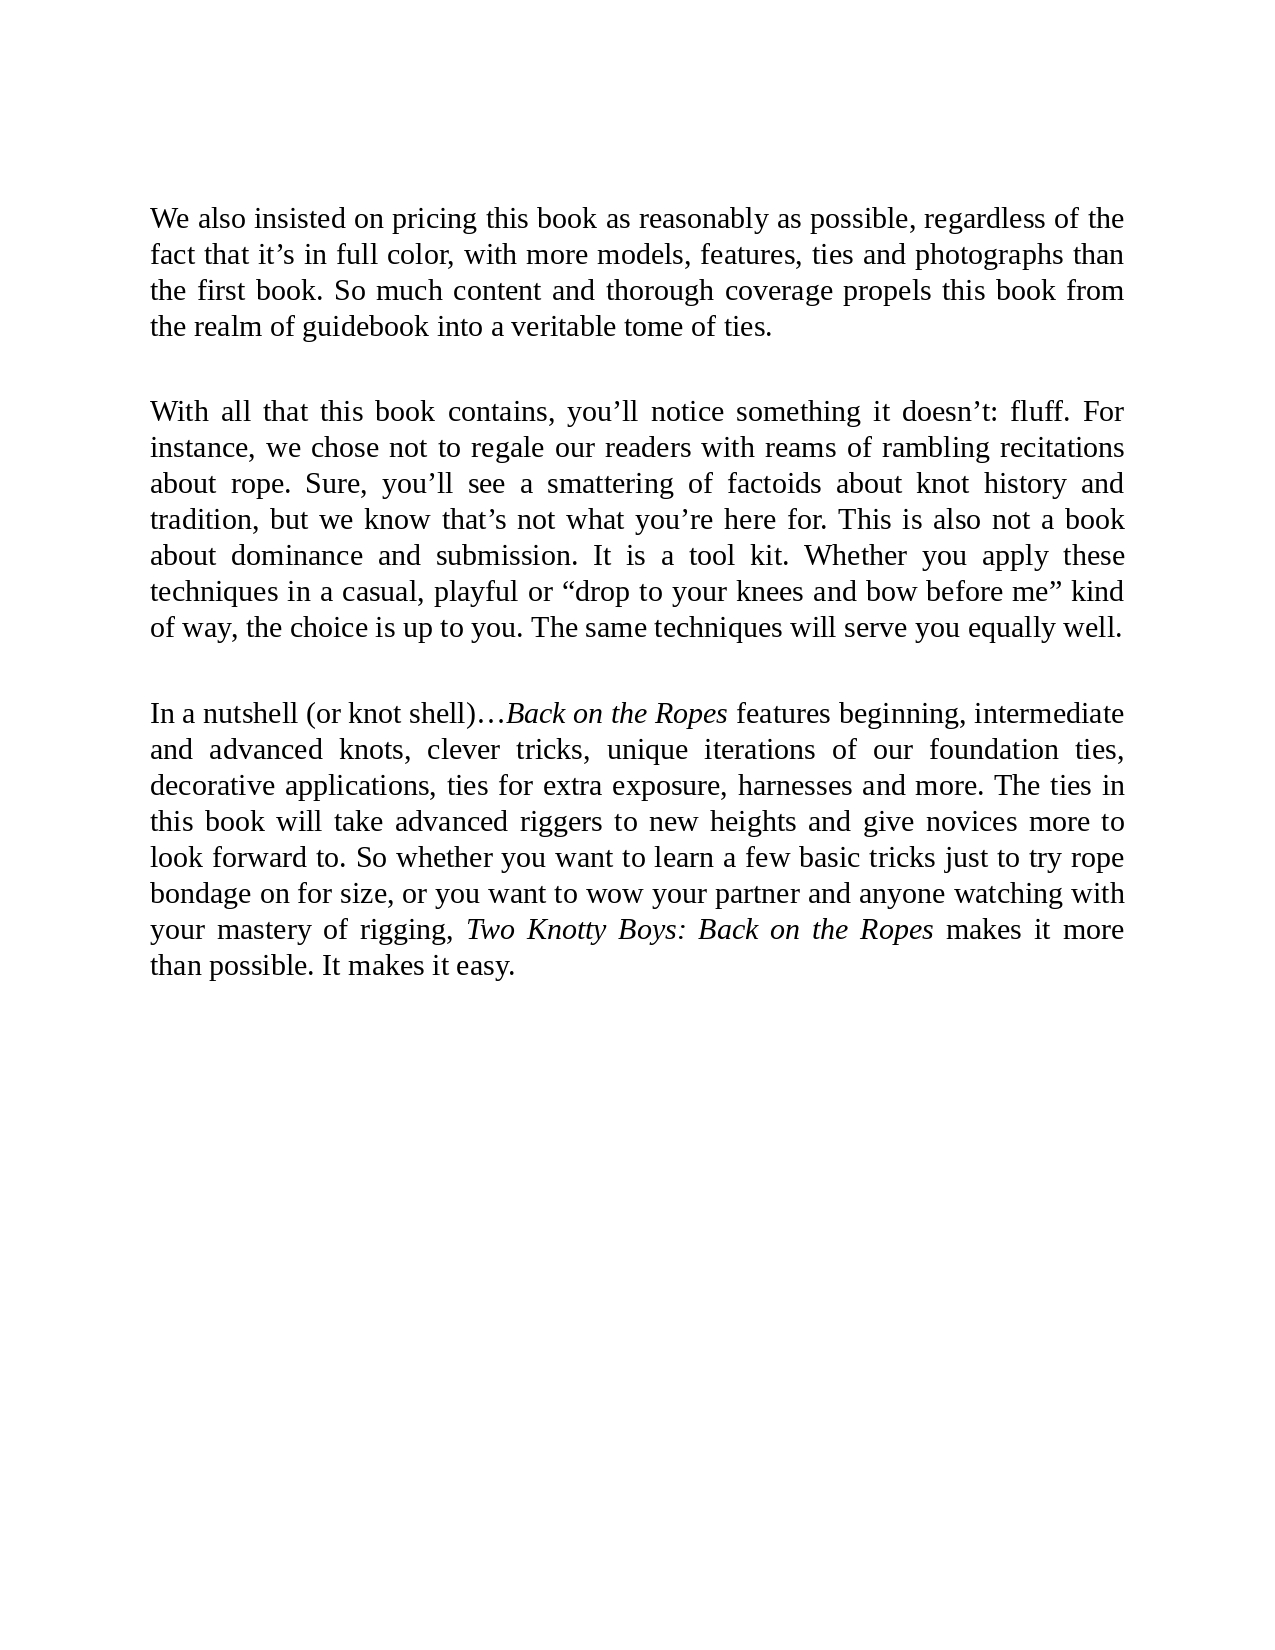 We also insisted on pricing this book as reasonably as possible, regardless of the
fact that it’s in full color, with more models, features, ties and photographs than
the first book. So much content and thorough coverage propels this book from
the realm of guidebook into a veritable tome of ties.
With all that this book contains, you’ll notice something it doesn’t: fluff. For
instance, we chose not to regale our readers with reams of rambling recitations
about rope. Sure, you’ll see a smattering of factoids about knot history and
tradition, but we know that’s not what you’re here for. This is also not a book
about dominance and submission. It is a tool kit. Whether you apply these
techniques in a casual, playful or “drop to your knees and bow before me” kind
of way, the choice is up to you. The same techniques will serve you equally well.
In a nutshell (or knot shell)…Back on the Ropes features beginning, intermediate
and advanced knots, clever tricks, unique iterations of our foundation ties,
decorative applications, ties for extra exposure, harnesses and more. The ties in
this book will take advanced riggers to new heights and give novices more to
look forward to. So whether you want to learn a few basic tricks just to try rope
bondage on for size, or you want to wow your partner and anyone watching with
your mastery of rigging, Two Knotty Boys: Back on the Ropes makes it more
than possible. It makes it easy.